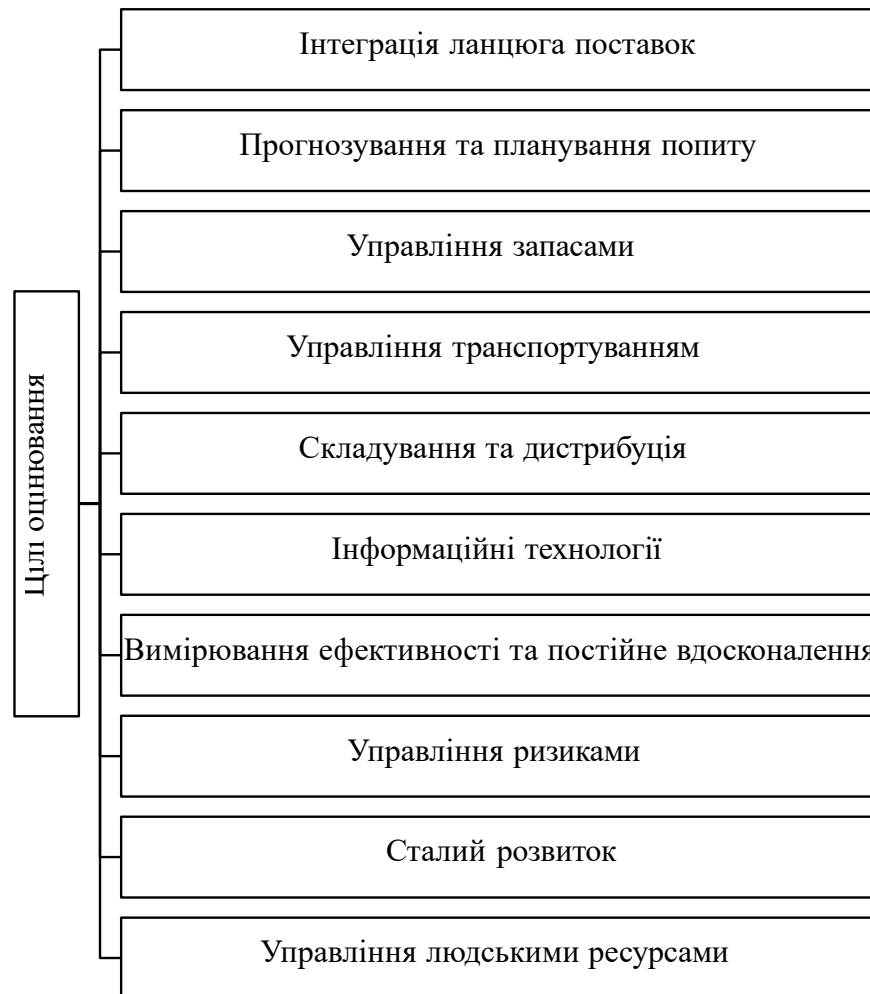 Цілі оцінювання
Інтеграція ланцюга поставок
Прогнозування та планування попиту
Управління запасами
Управління транспортуванням
Складування та дистрибуція
Інформаційні технології
Вимірювання ефективності та постійне вдосконалення
Управління ризиками
Сталий розвиток
Управління людськими ресурсами